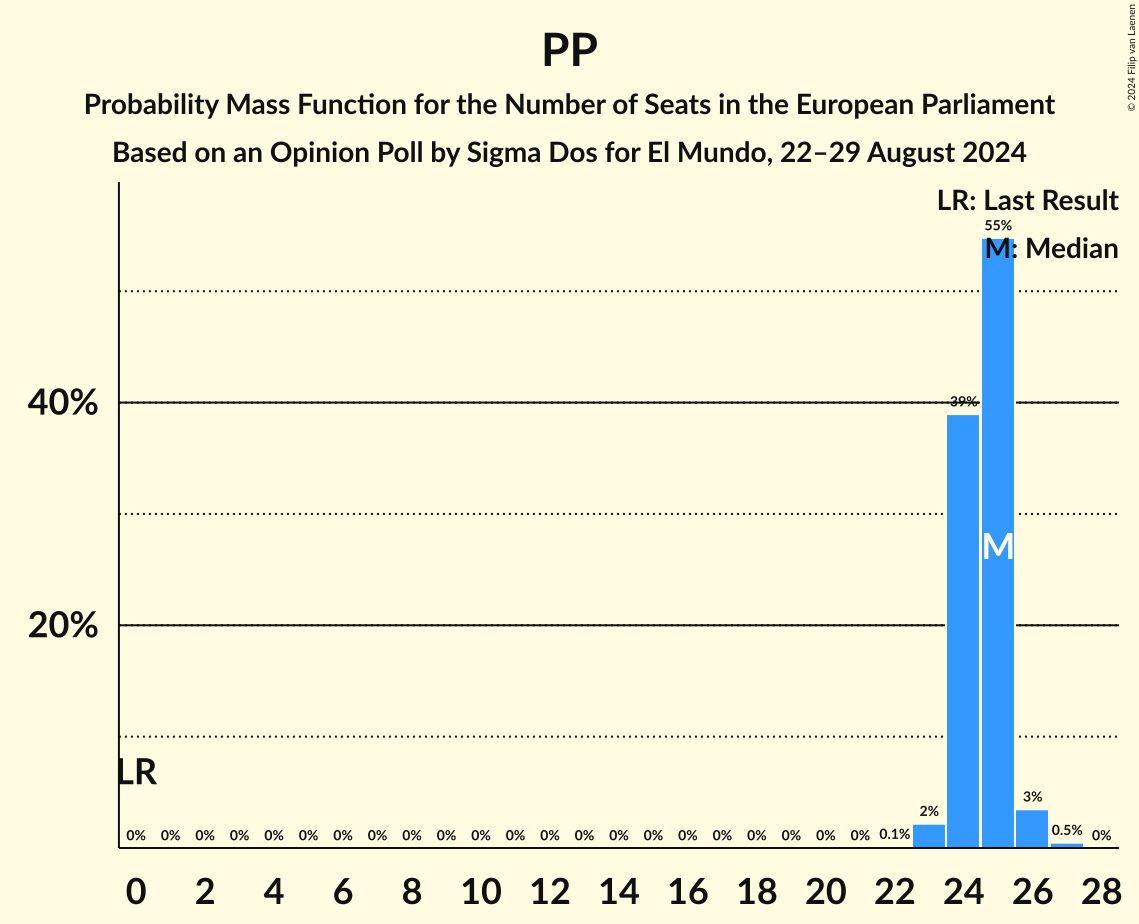 PP
Probability Mass Function for the Number of Seats in the European Parliament
Based on an Opinion Poll by Sigma Dos for El Mundo, 22–29 August 2024
© 2024 Filip van Laenen
LR: Last Result
55%
M: Median
40%
39%
M
20%
LR
0% 0% 0% 0% 0% 0% 0% 0% 0% 0% 0% 0% 0% 0% 0% 0% 0% 0% 0% 0% 0% 0% 0.1% 2% 3% 0.5% 0%
0 2 4 6 8 10 12 14 16 18 20 22 24 26 28